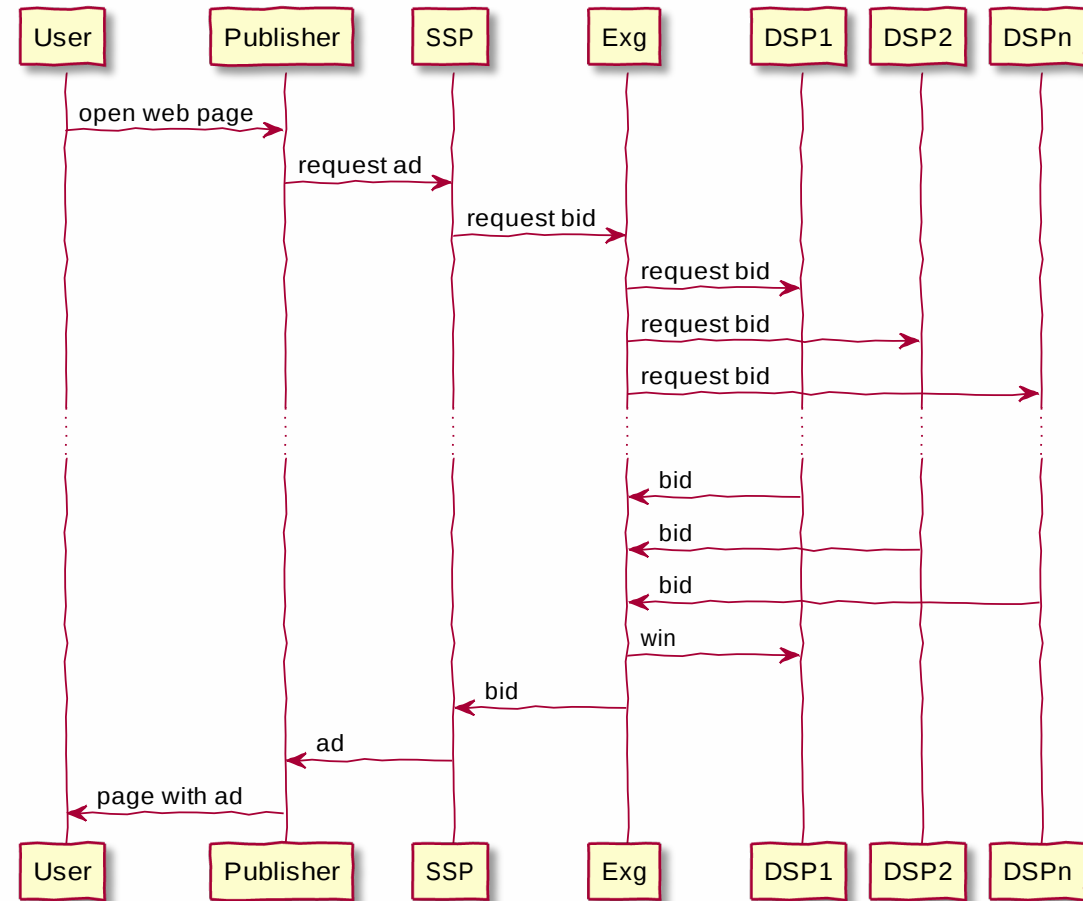 User Publisher SSP Exg DSP1 DSP2 DSPn
open web page
request ad
request bid
request bid
request bid
request bid
bid
bid
bid
win
bid
ad
page with ad
User Publisher SSP Exg DSP1 DSP2 DSPn